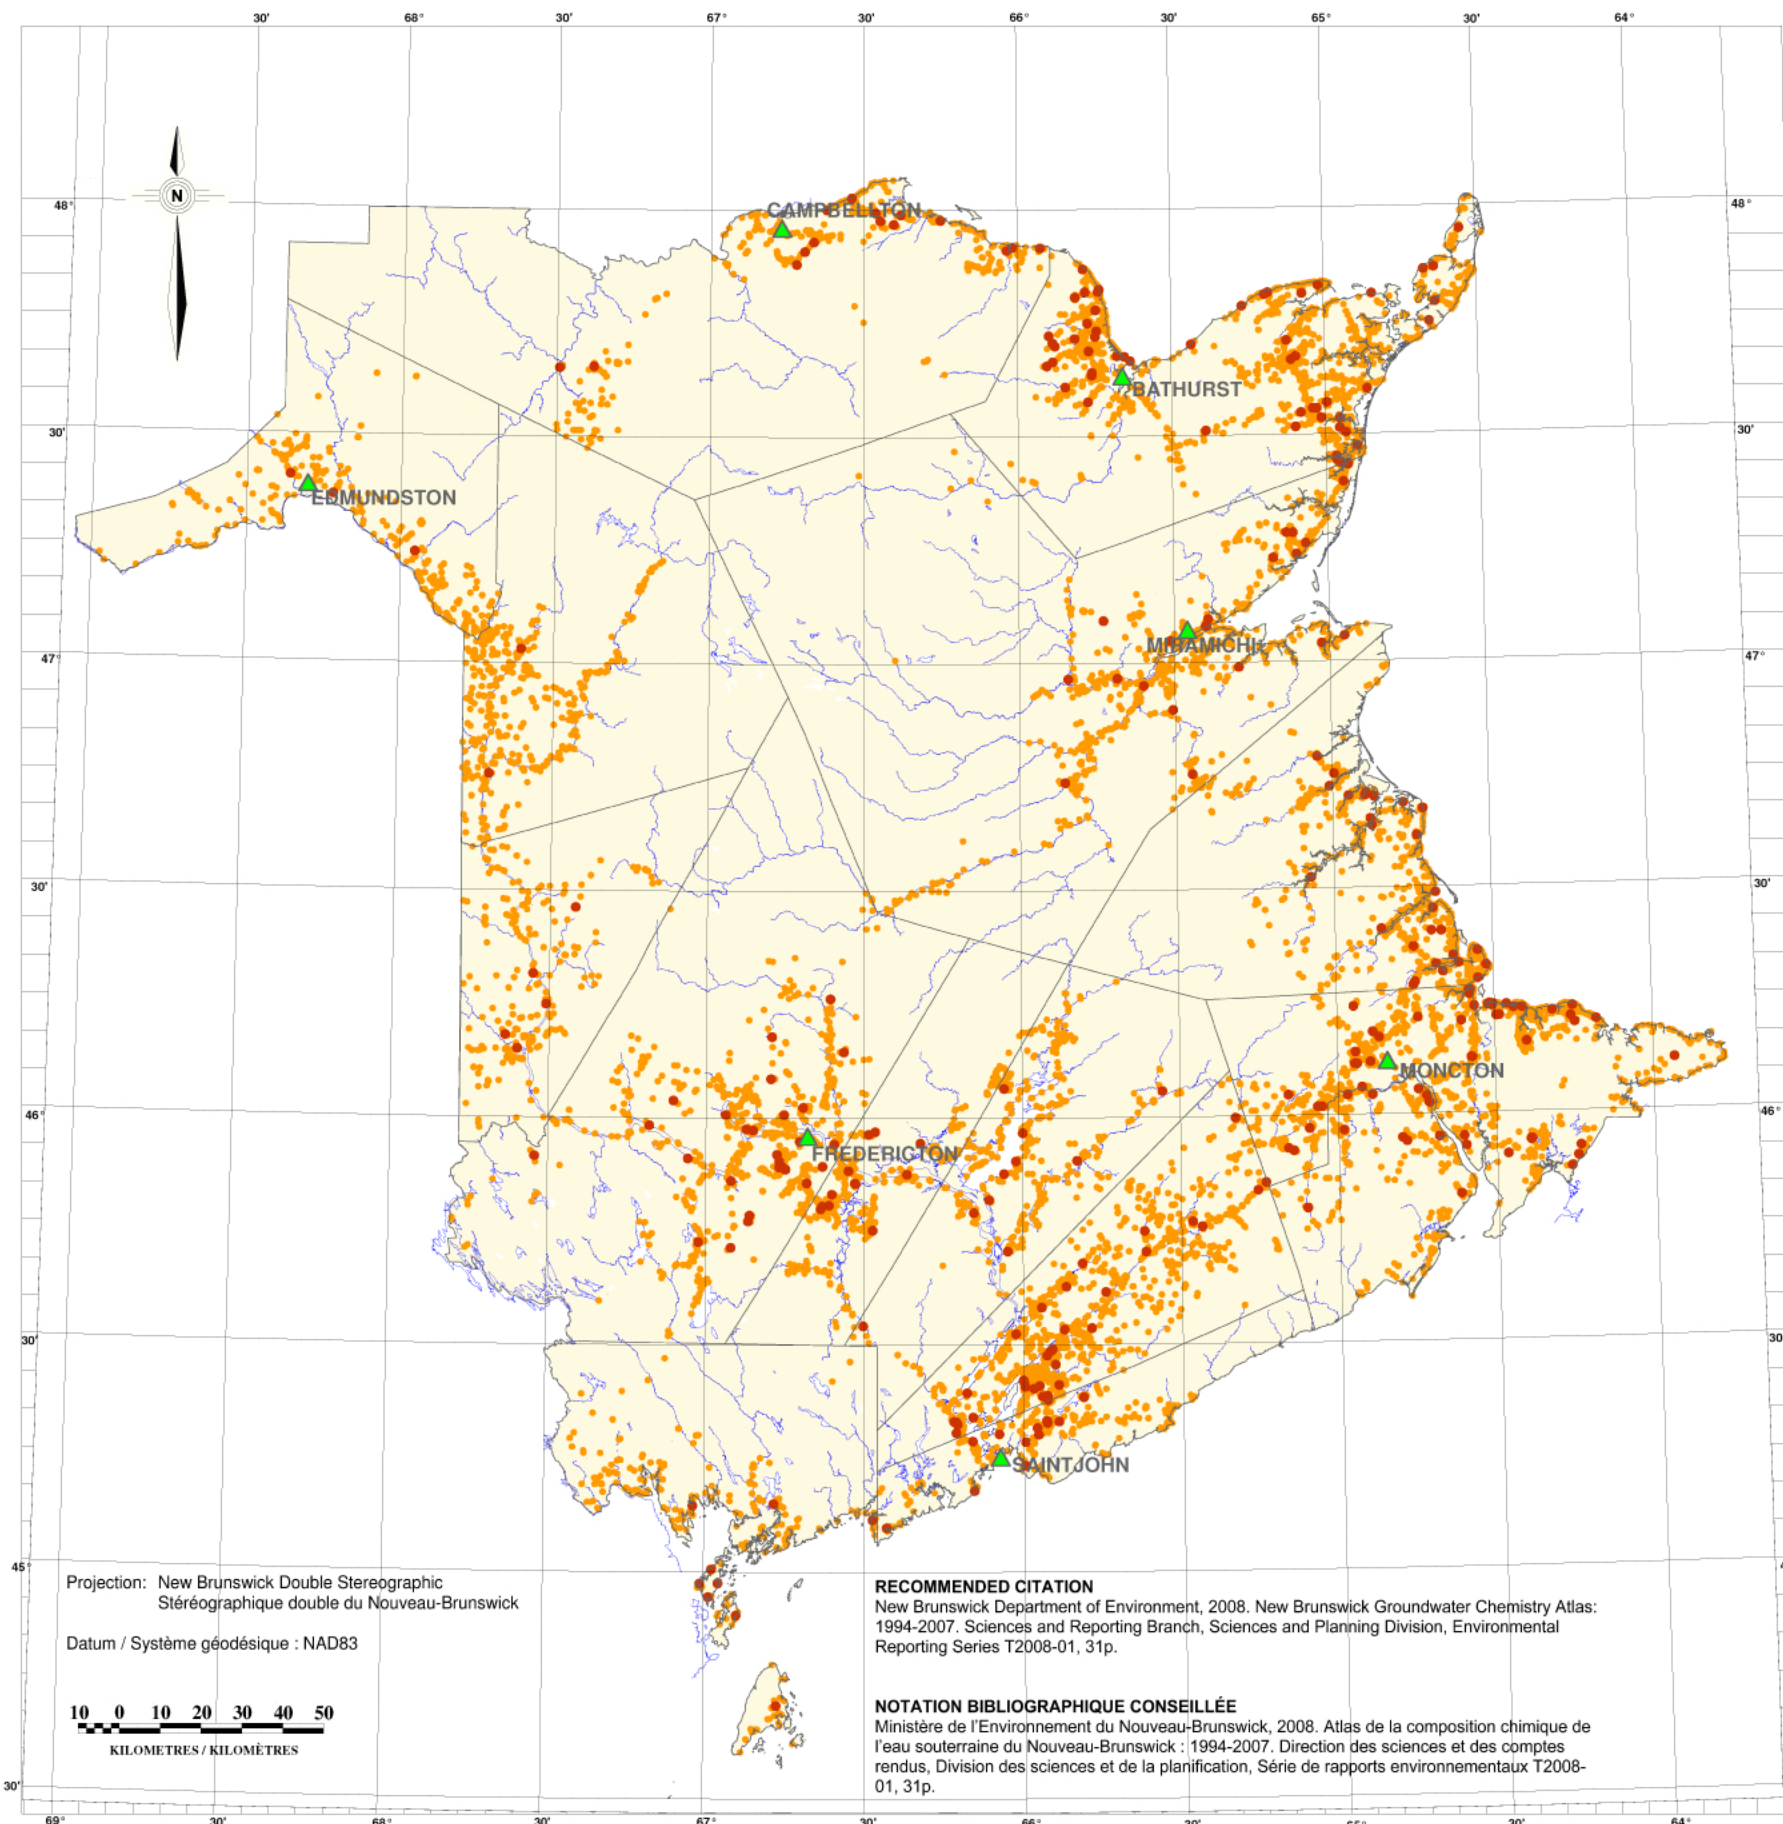 30' 68° 30' 67° 30' 66° 30' 65° 30' 64°
N
48° 48°
CAMPBELLTON
BATHURST
30' 30'
EDMUNDSTON
MIRAMICHI
47° 47°
30' 30'
MONCTON
46° 46°
FREDERICTON
30' 30
SAINT JOHN
45°
Projection: New Brunswick Double Stereographic
Stéréographique double du Nouveau-Brunswick
Datum / Système géodésique : NAD83
10 0 10 20 30 40 50
KILOMETRES / KILOMÈTRES
RECOMMENDED CITATION
New Brunswick Department of Environment, 2008. New Brunswick Groundwater Chemistry Atlas:
1994-2007. Sciences and Reporting Branch, Sciences and Planning Division, Environmental
Reporting Series T2008-01, 31p.
NOTATION BIBLIOGRAPHIQUE CONSEILLÉE
Ministère de l'Environnement du Nouveau-Brunswick, 2008. Atlas de la composition chimique de
l'eau souterraine du Nouveau-Brunswick : 1994-2007. Direction des sciences et des comptes
rendus, Division des sciences et de la planification, Série de rapports environnementaux T2008-
01, 31p.
30'
69° 30' 68 30' 67° 30' 66° 30' 65° 30' 64°